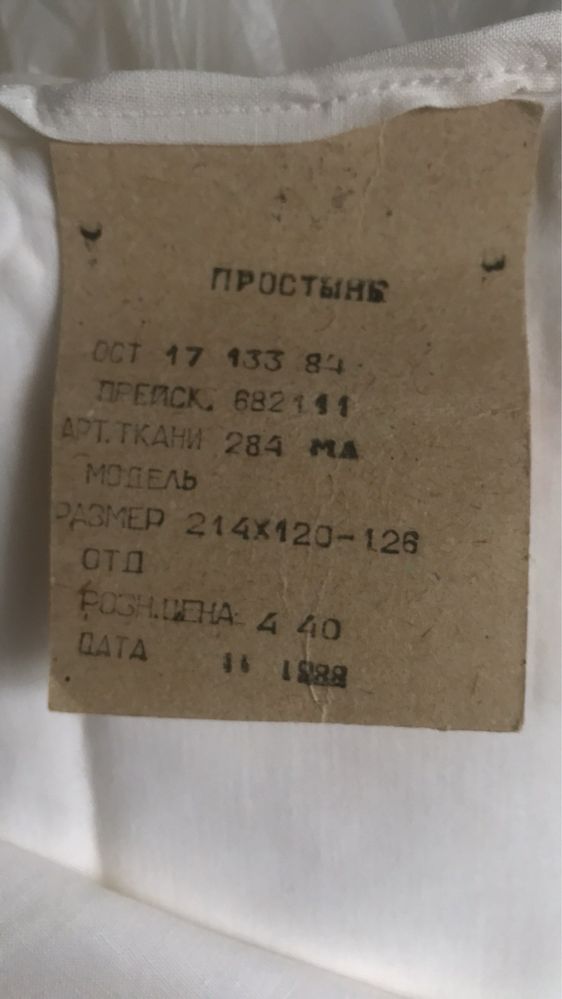 ПРОСТЫНЬ
ОСТ 17 133 84
ПРЕЙСК. 682111
АРТ. ТКАНИ 284 МА
МОДЕЛЬ
РАЗМЕР 214Х120-126
ОТД
РОЗН. ЦЕНА 4 40
ДАТА 11 1988